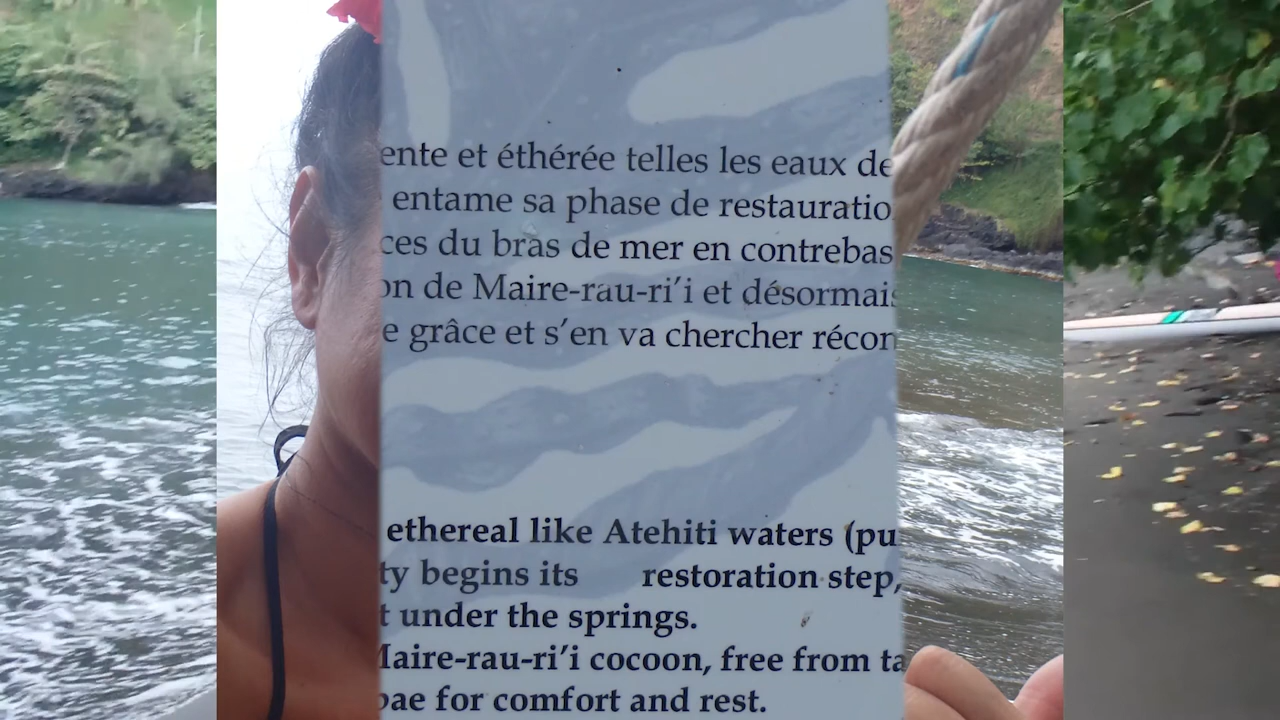 ente et éthérée telles les eaux de
entame sa phase de restauratio
ces du bras de mer en contrebas
on de Maire-rau-ri'i et désormais
e grâce et s'en va chercher récon
ethereal like Atehiti waters (pu
ty begins its restoration step,
t under the springs.
Maire-rau-ri'i cocoon, free from ta
pae for comfort and rest.